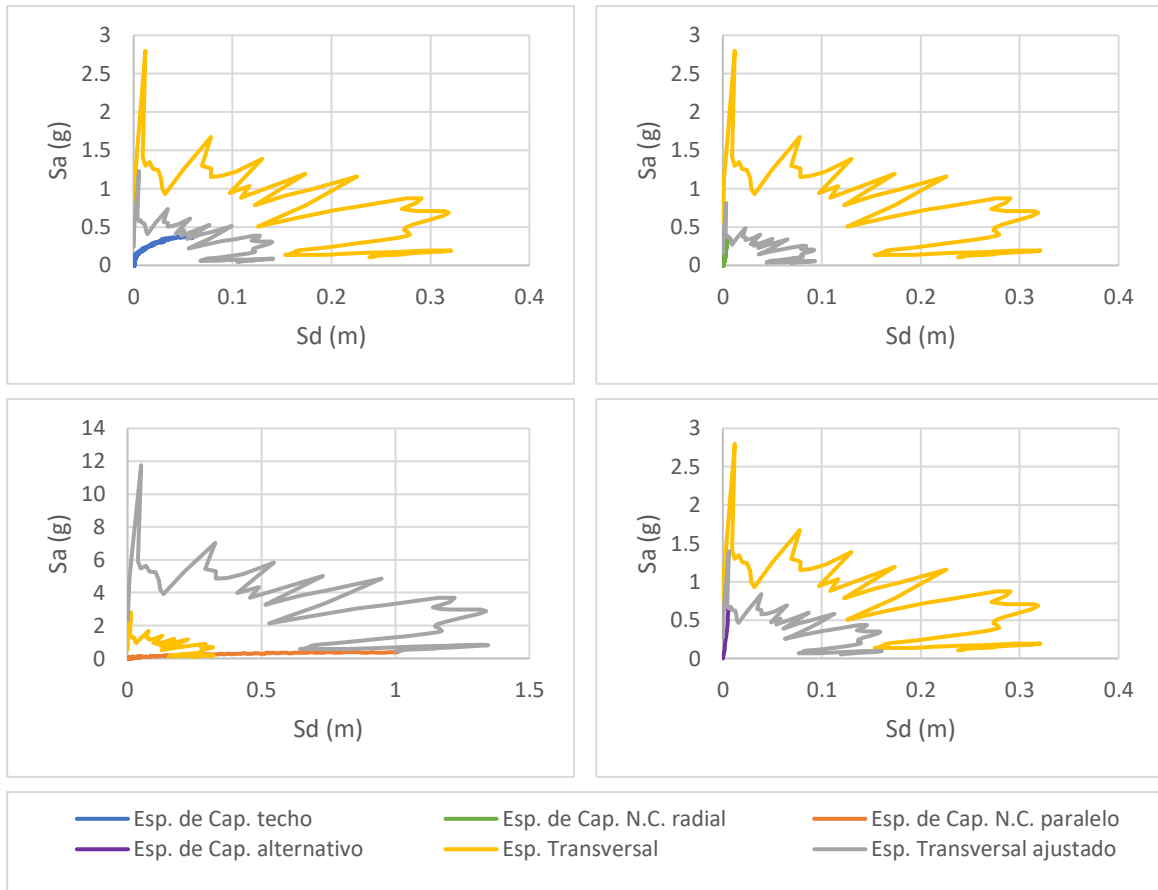 3
2.5
2
1.5
1
0.5
0
Sa (g)
0 0.1 0.2 0.3 0.4
Sd (m)
3
2.5
2
1.5
1
0.5
0
Sa (g)
0 0.1 0.2 0.3 0.4
Sd (m)
14
12
10
8
6
4
2
0
Sa (g)
0 0.5 1 1.5
Sd (m)
3
2.5
2
1.5
1
0.5
0
Sa (g)
0 0.1 0.2 0.3 0.4
Sd (m)
Esp. de Cap. techo Esp. de Cap. N.C. radial Esp. de Cap. N.C. paralelo
Esp. de Cap. alternativo Esp. Transversal Esp. Transversal ajustado